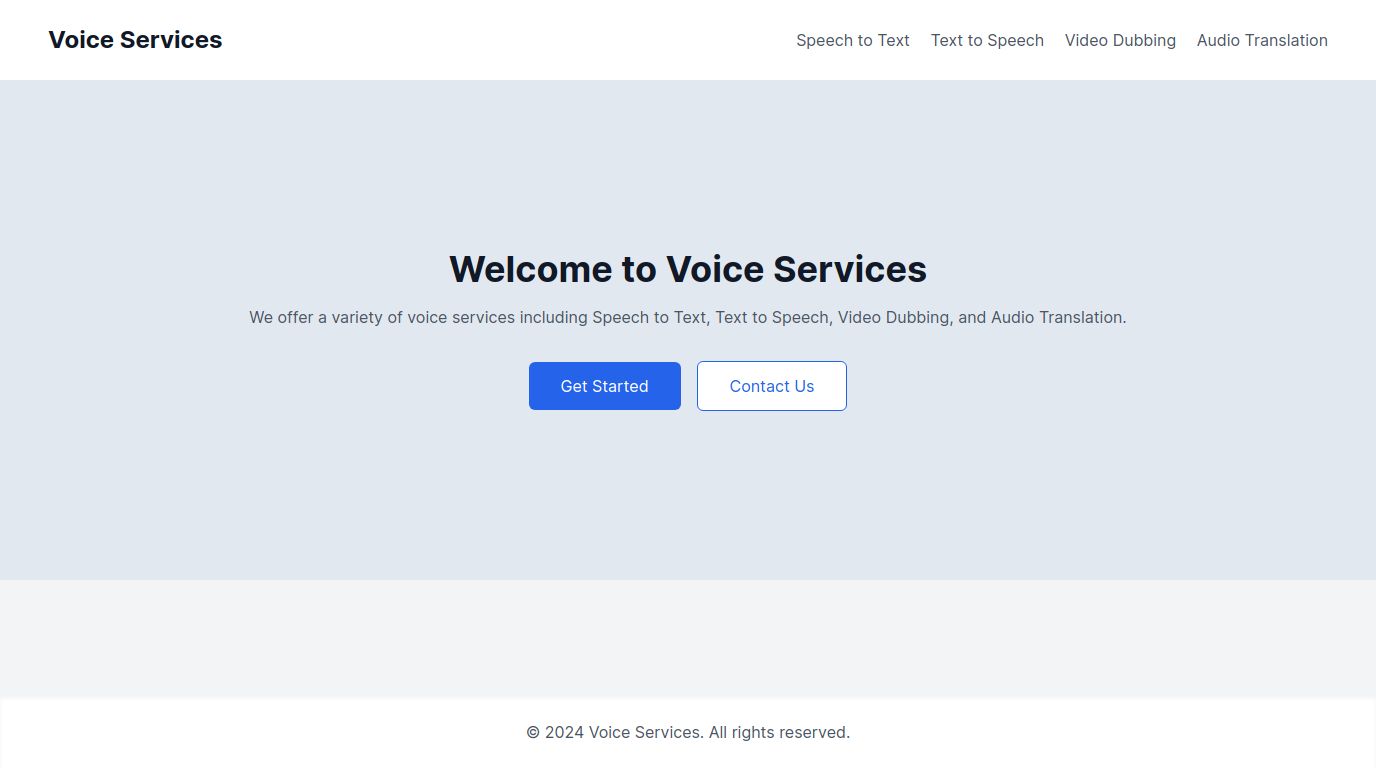 Voice Services
Speech to Text Text to Speech Video Dubbing Audio Translation
Welcome to Voice Services
We offer a variety of voice services including Speech to Text, Text to Speech, Video Dubbing, and Audio Translation.
Get Started Contact Us
© 2024 Voice Services. All rights reserved.